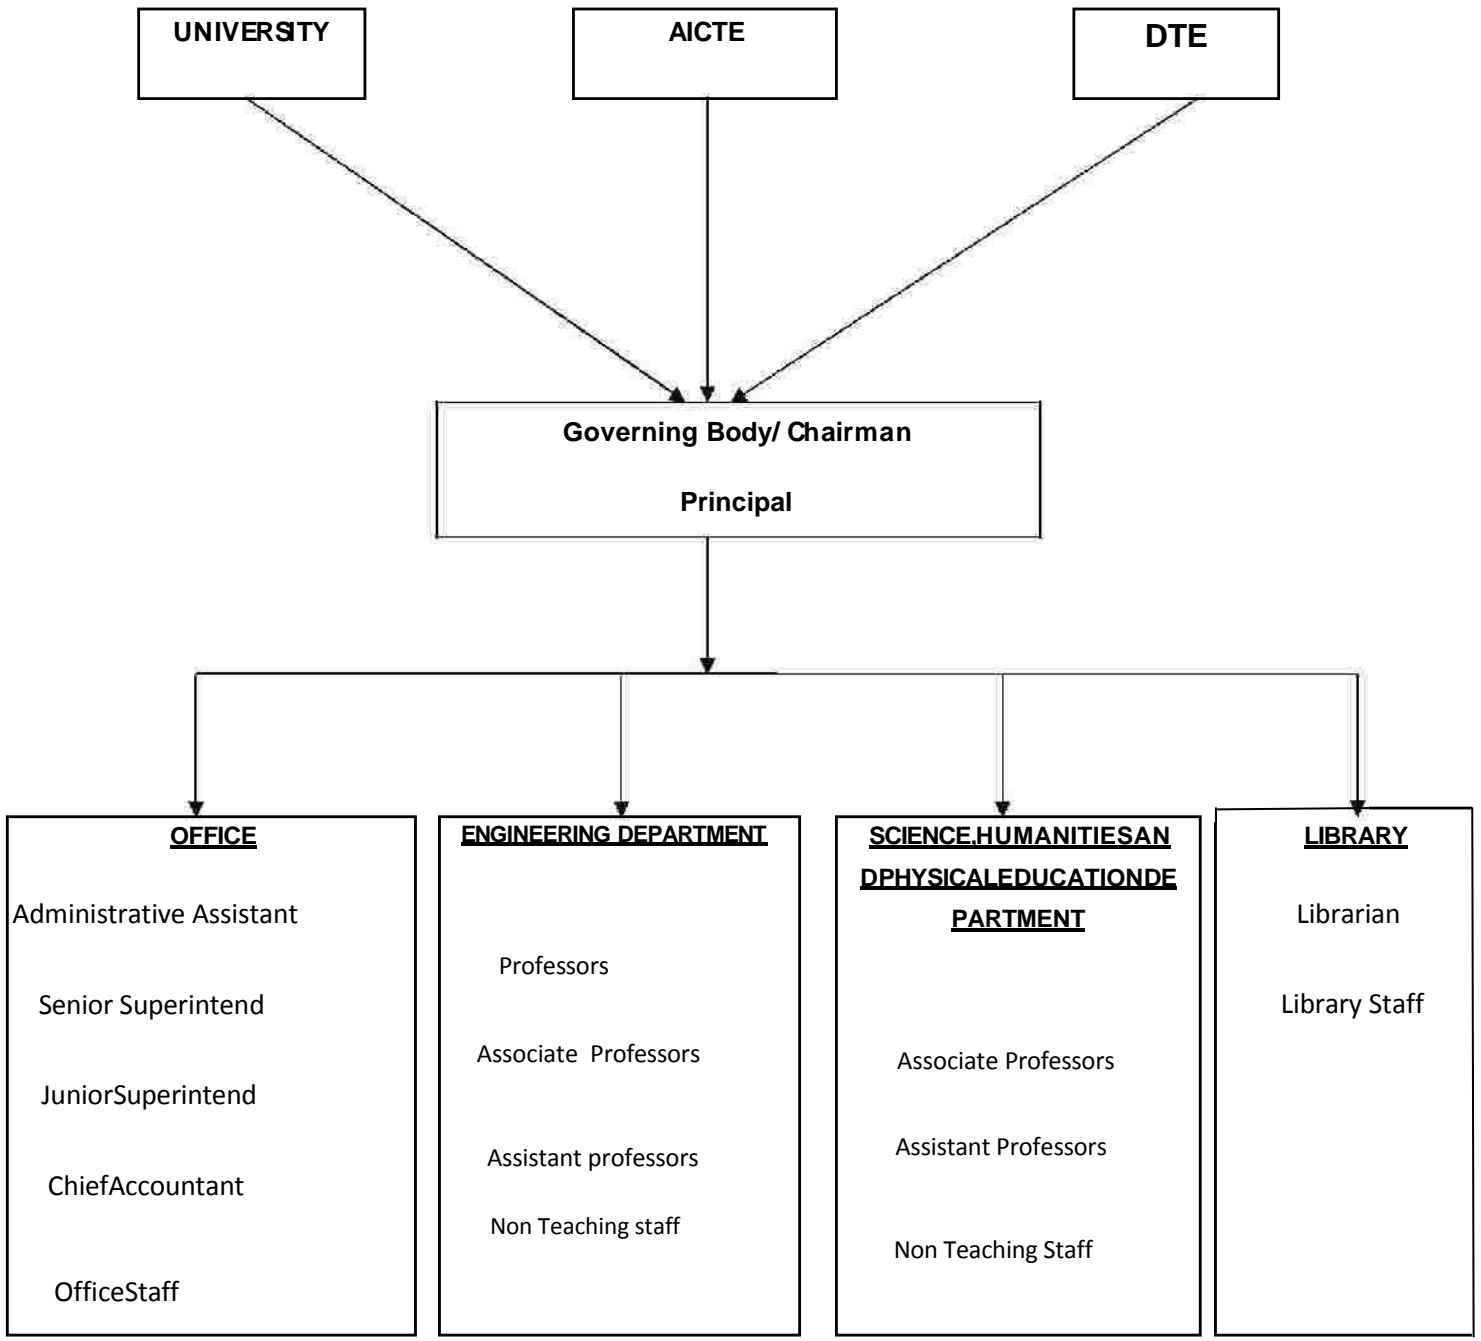 UNIVERSITY
AICTE
DTE
Governing Body/ Chairman
Principal
OFFICE
Administrative Assistant
Senior Superintend
JuniorSuperintend
ChiefAccountant
OfficeStaff
ENGINEERING DEPARTMENT
Professors
Associate  Professors
Assistant professors
Non Teaching staff
SCIENCE,HUMANITIESAN
DPHYSICALEDUCATIONDE
PARTMENT
Associate Professors
Assistant Professors
Non Teaching Staff
LIBRARY
Librarian
Library Staff